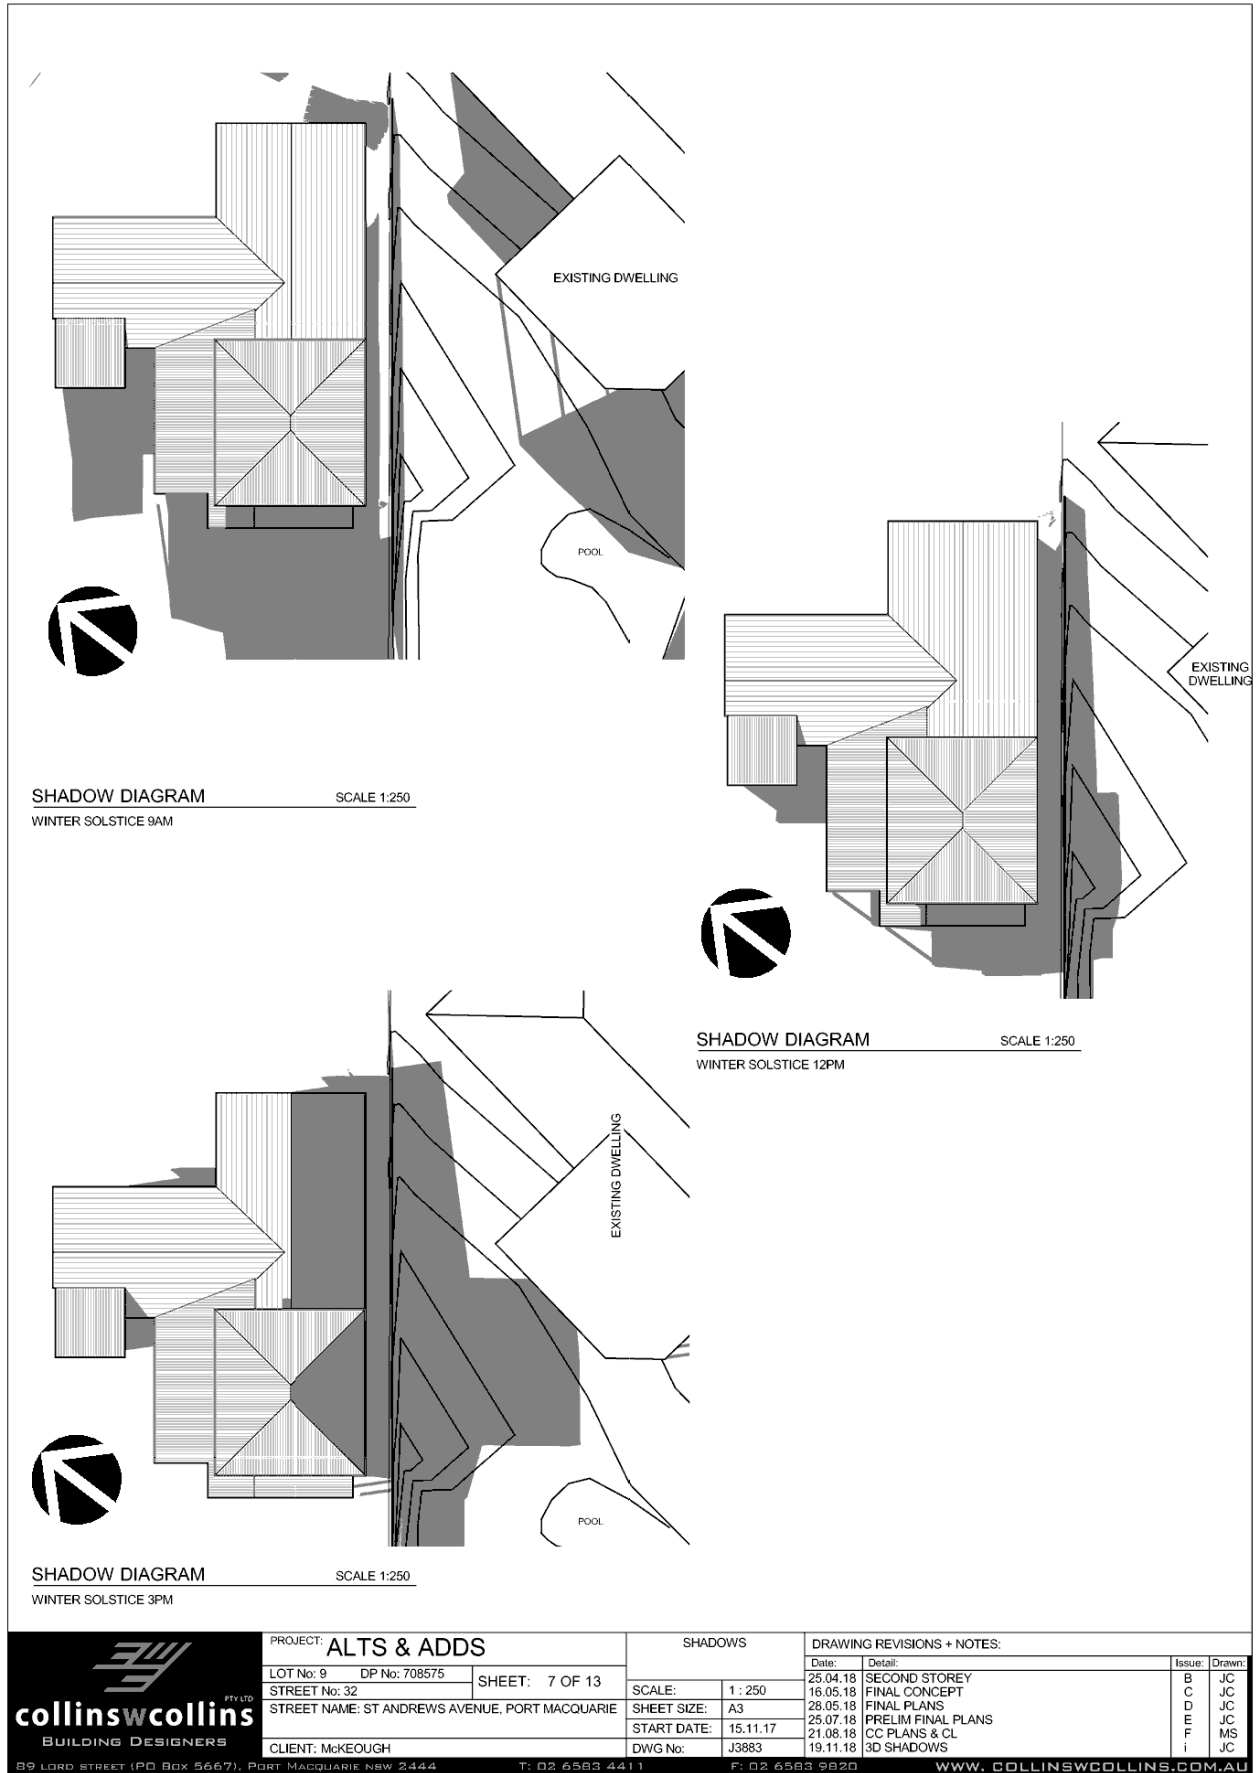 EXISTING DWELLING
POOL
SHADOW DIAGRAM SCALE 1:250
WINTER SOLSTICE 9AM
EXISTING
DWELLING
SHADOW DIAGRAM SCALE 1:250
WINTER SOLSTICE 12PM
EXISTING DWELLING
POOL
SHADOW DIAGRAM SCALE 1:250
WINTER SOLSTICE 3PM
collinswcollins PTY LTD
BUILDING DESIGNERS
PROJECT: ALTS & ADDS
LOT No: 9 DP No: 708575
STREET No: 32
SHEET: 7 OF 13
STREET NAME: ST ANDREWS AVENUE, PORT MACQUARIE
CLIENT: McKEOUGH
SHADOWS
SCALE: 1 : 250
SHEET SIZE: A3
START DATE: 15.11.17
DWG No: J3883
DRAWING REVISIONS + NOTES:
Date: Detail: Issue: Drawn:
25.04.18 SECOND STOREY B JC
16.05.18 FINAL CONCEPT C JC
28.05.18 FINAL PLANS D JC
25.07.18 PRELIM FINAL PLANS E JC
21.08.18 CC PLANS & CL F MS
19.11.18 3D SHADOWS i JC
89 LORD STREET (PO BOX 5667), PORT MACQUARIE NSW 2444 T: 02 6583 4411 F: 02 6583 9820 WWW. COLLINSWCOLLINS.COM.AU